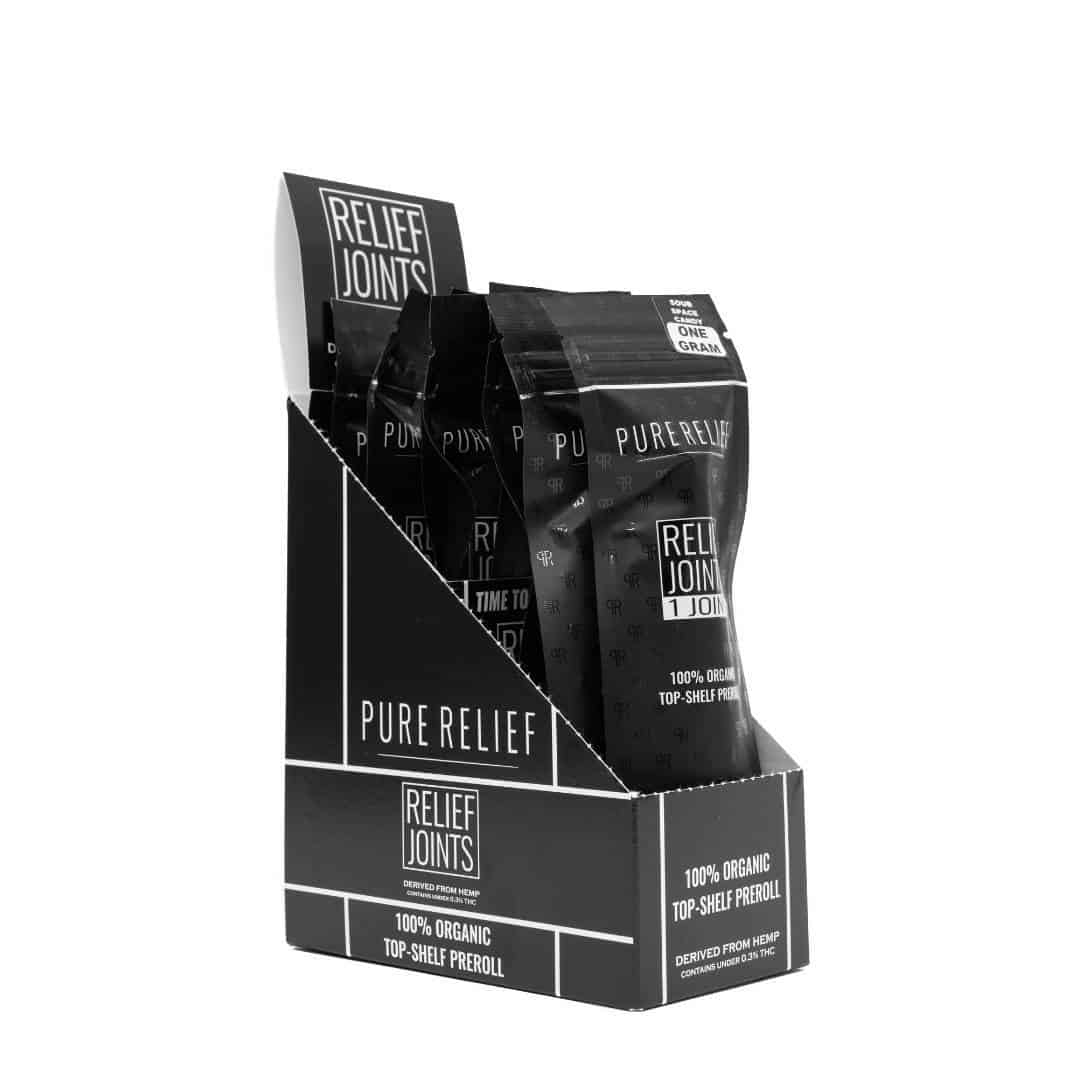 RELIEF
JOINTS
SOUR
SPACE
CANDY
ONE
GRAM
PURE RELIEF
PR
1 JOINT
100% ORGANIC
TOP-SHELF PREROLL
TIME TO
PURE RELIEF
RELIEF
JOINTS
DERIVED FROM HEMP
CONTAINS UNDER 0.3% THC
100% ORGANIC
TOP-SHELF PREROLL
100% ORGANIC
TOP-SHELF PREROLL
DERIVED FROM HEMP
CONTAINS UNDER 0.3% THC